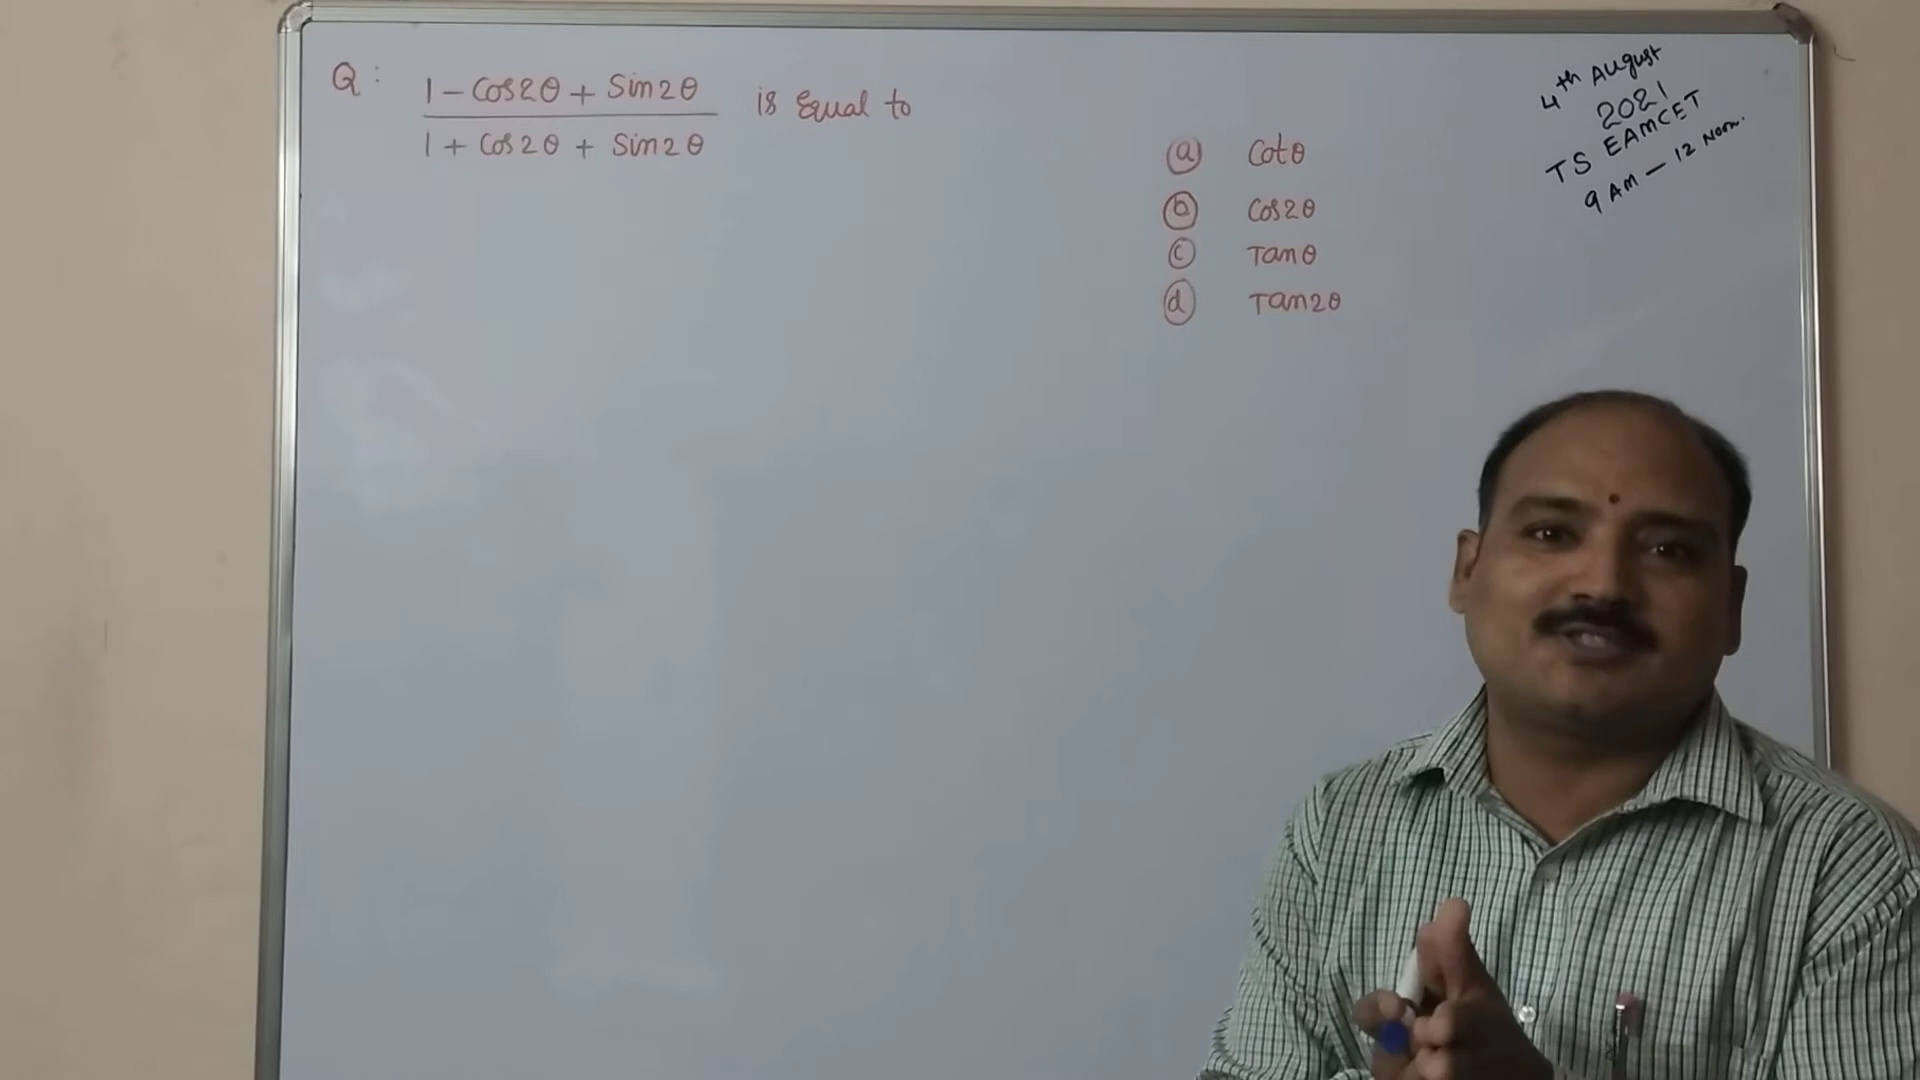 Q: 1 - Cos2θ + Sin2θ
1 + Cos2θ + Sin2θ
is Equal to
(a) Cotθ
(b) Cos2θ
(c) Tanθ
(d) Tan2θ
4th August
2021
TS EAMCET
9 AM - 12 Noon.